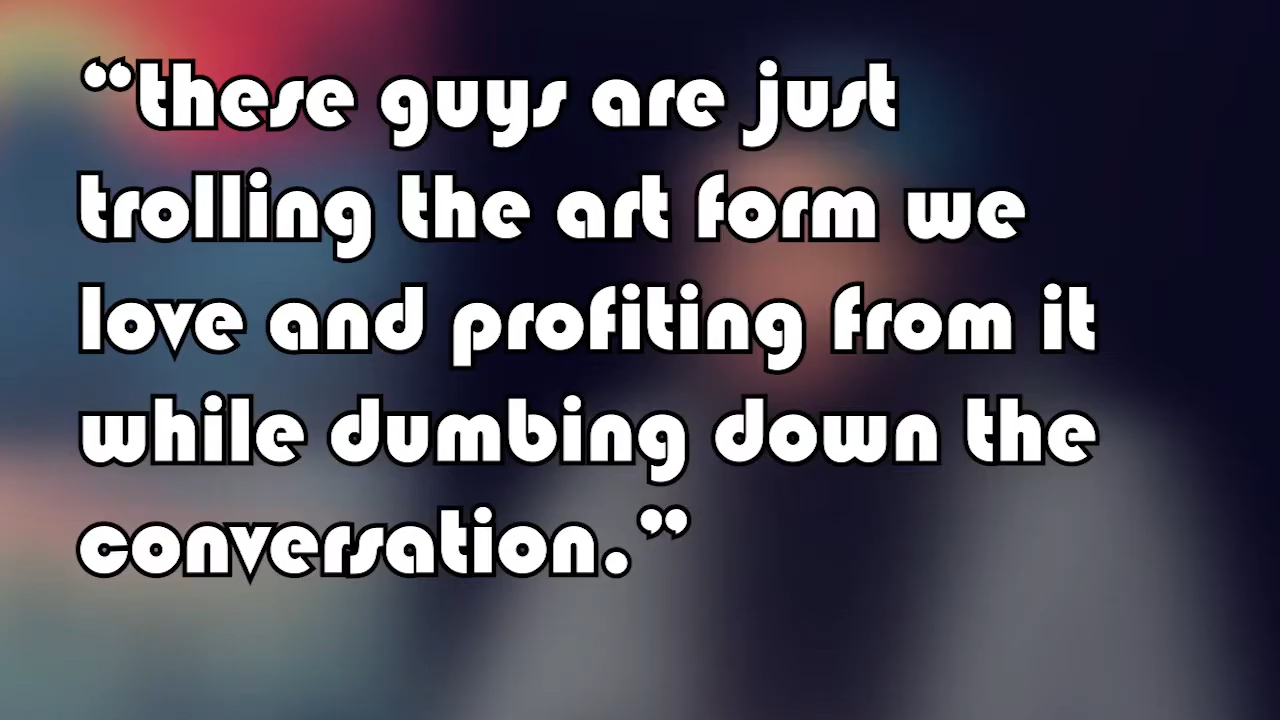 “these guys are just
trolling the art form we
love and profiting from it
while dumbing down the
conversation.”